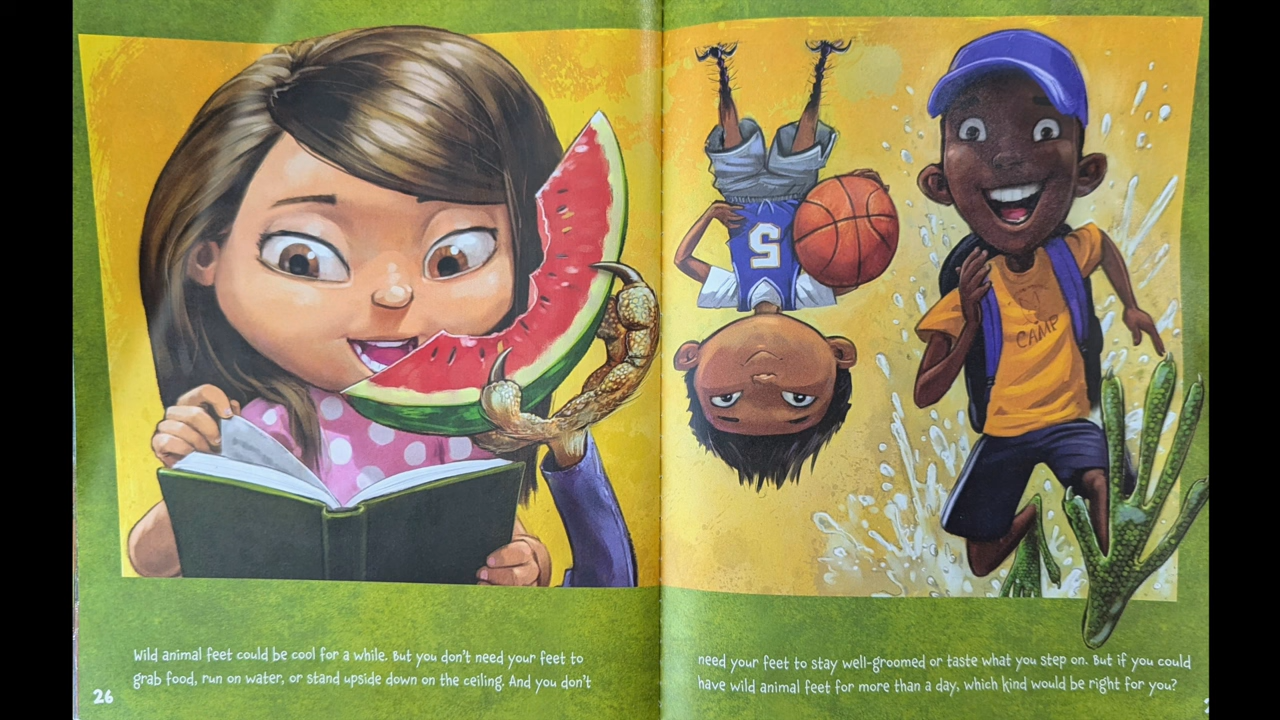 5
CAMP
Wild animal feet could be cool for a while. But you don't need your feet to
grab food, run on water, or stand upside down on the ceiling. And you don't
26
need your feet to stay well-groomed or taste what you step on. But if you could
have wild animal feet for more than a day, which kind would be right for you?